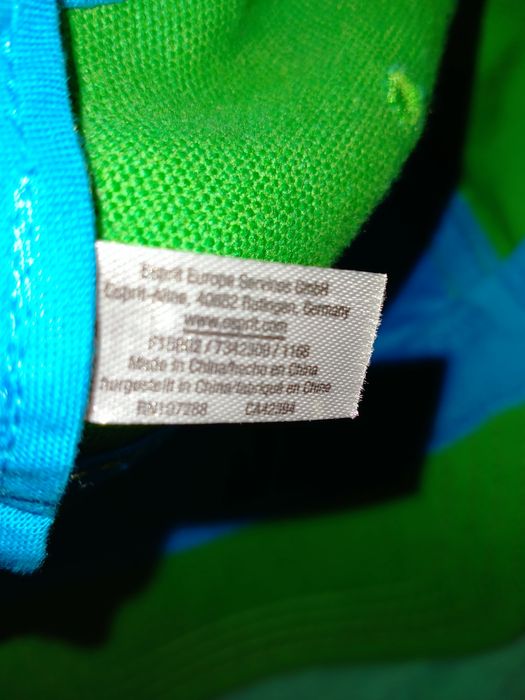 Esprit Europe Services GmbH
Esprit-Allee, 40882 Ratingen, Germany
www.esprit.com
/ 1168
Made in China/hecho en China
hergestellt in China/fabriqué en Chine
RN107288 CA42394